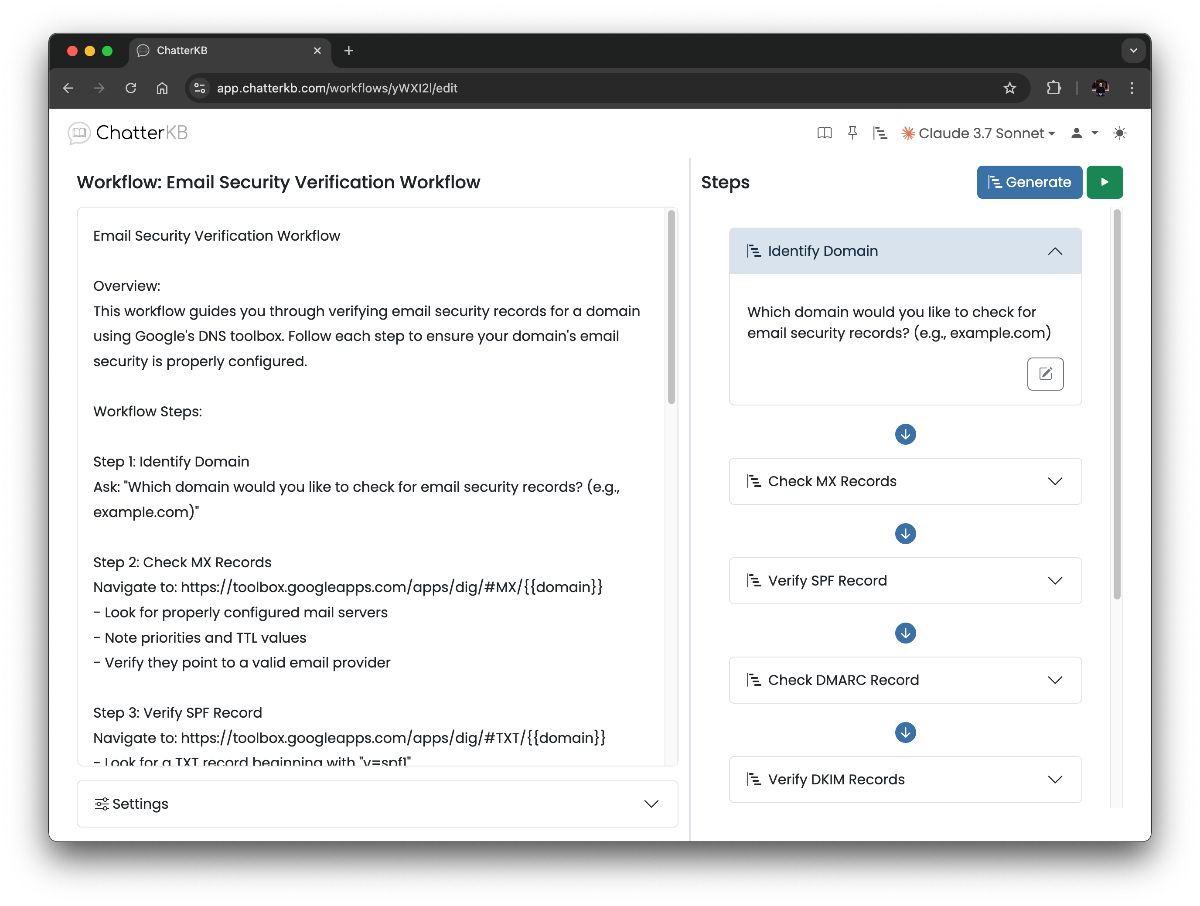 ChatterKB
app.chatterkb.com/workflows/yWXI2l/edit
ChatterKB
Claude 3.7 Sonnet
Workflow: Email Security Verification Workflow
Email Security Verification Workflow
Overview:
This workflow guides you through verifying email security records for a domain
using Google's DNS toolbox. Follow each step to ensure your domain's email
security is properly configured.
Workflow Steps:
Step 1: Identify Domain
Ask: "Which domain would you like to check for email security records? (e.g.,
example.com)"
Step 2: Check MX Records
Navigate to: https://toolbox.googleapps.com/apps/dig/#MX/{{domain}}
- Look for properly configured mail servers
- Note priorities and TTL values
- Verify they point to a valid email provider
Step 3: Verify SPF Record
Navigate to: https://toolbox.googleapps.com/apps/dig/#TXT/{{domain}}
- Look for a TXT record beginning with "v=spf1"
Settings
Steps
Generate
Identify Domain
Which domain would you like to check for
email security records? (e.g., example.com)
Check MX Records
Verify SPF Record
Check DMARC Record
Verify DKIM Records